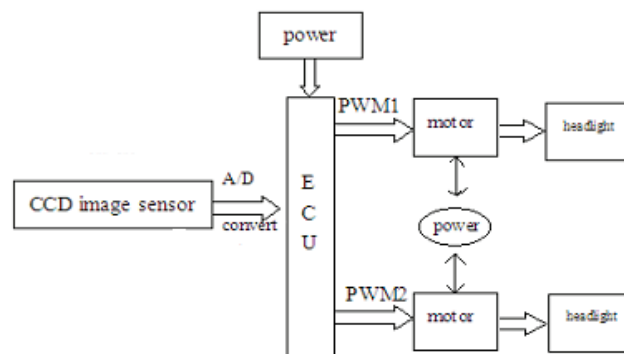 power
PWM1
motor
headlight
A/D
CCD image sensor
convert
E
C
U
power
PWM2
motor
headlight